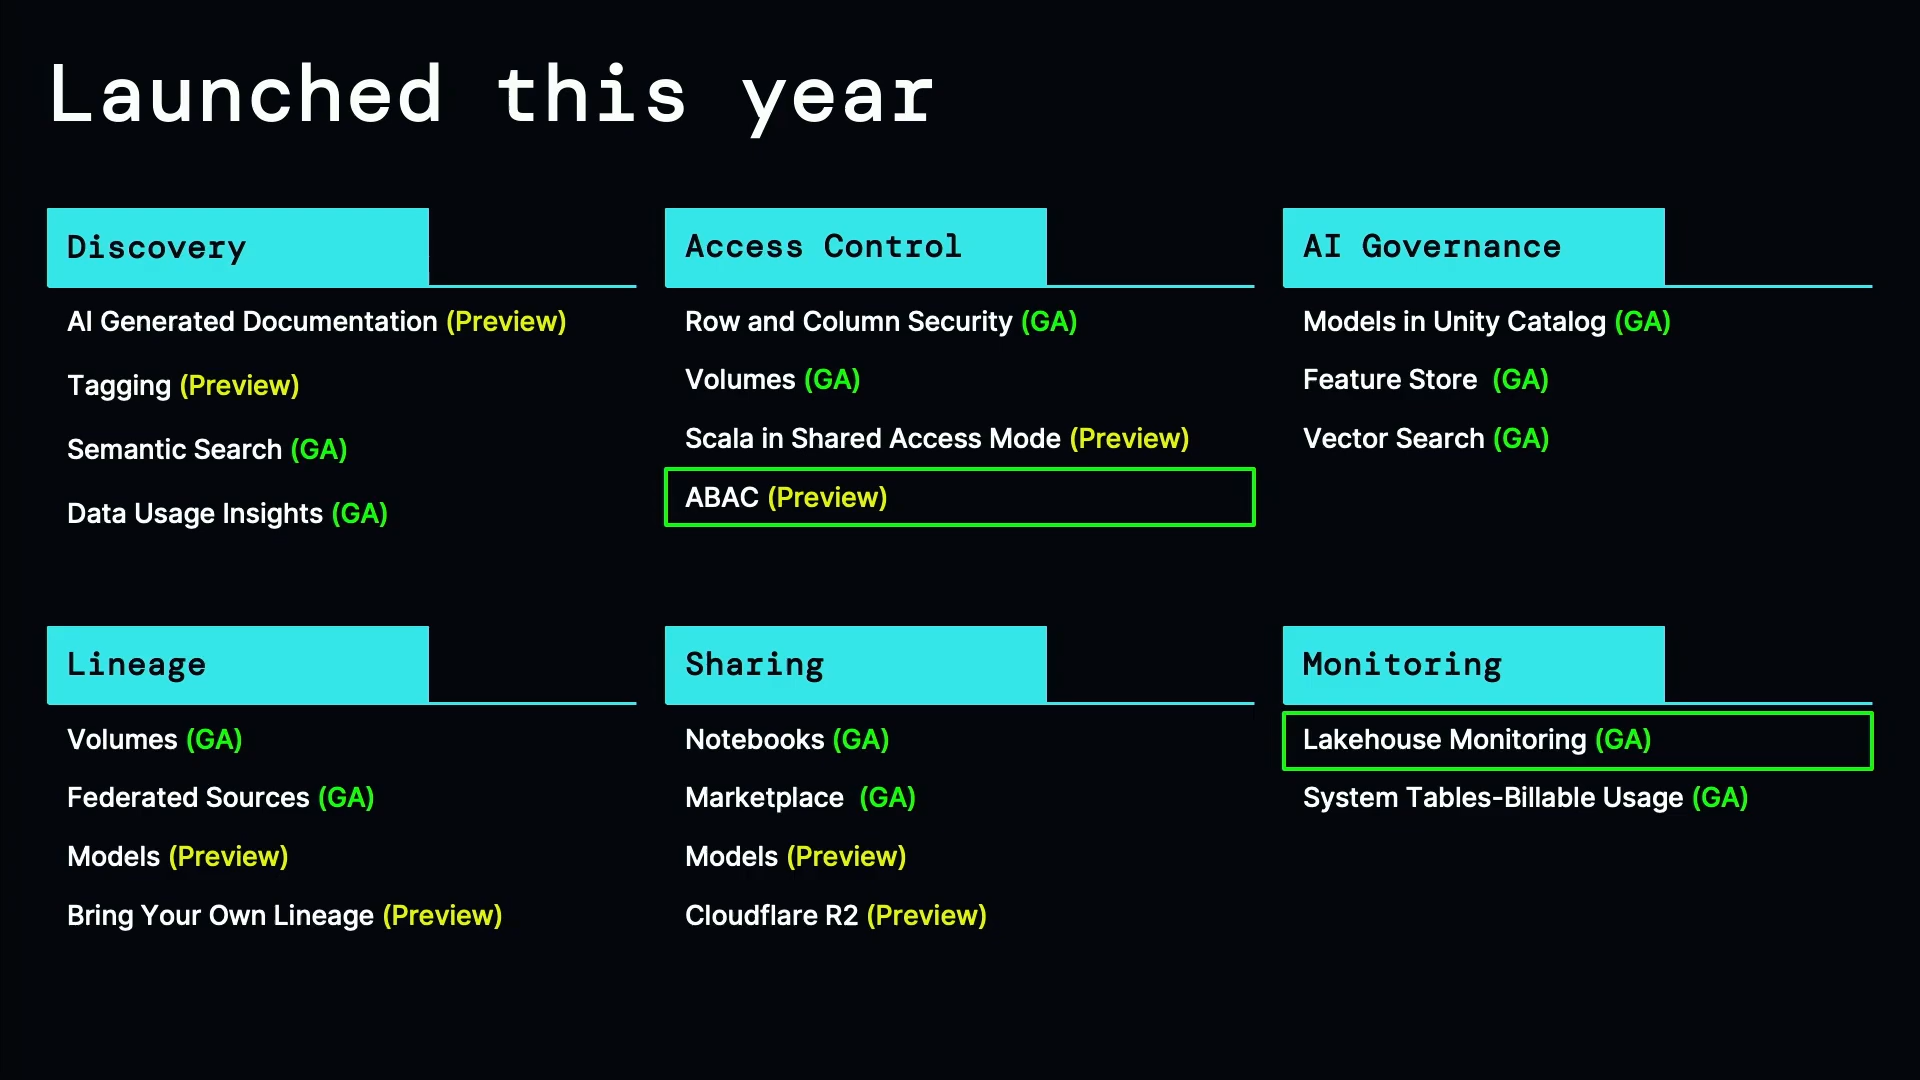 Launched this year
Discovery
AI Generated Documentation (Preview)
Tagging (Preview)
Semantic Search (GA)
Data Usage Insights (GA)
Access Control
Row and Column Security (GA)
Volumes (GA)
Scala in Shared Access Mode (Preview)
ABAC (Preview)
AI Governance
Models in Unity Catalog (GA)
Feature Store (GA)
Vector Search (GA)
Lineage
Volumes (GA)
Federated Sources (GA)
Models (Preview)
Bring Your Own Lineage (Preview)
Sharing
Notebooks (GA)
Marketplace (GA)
Models (Preview)
Cloudflare R2 (Preview)
Monitoring
Lakehouse Monitoring (GA)
System Tables-Billable Usage (GA)